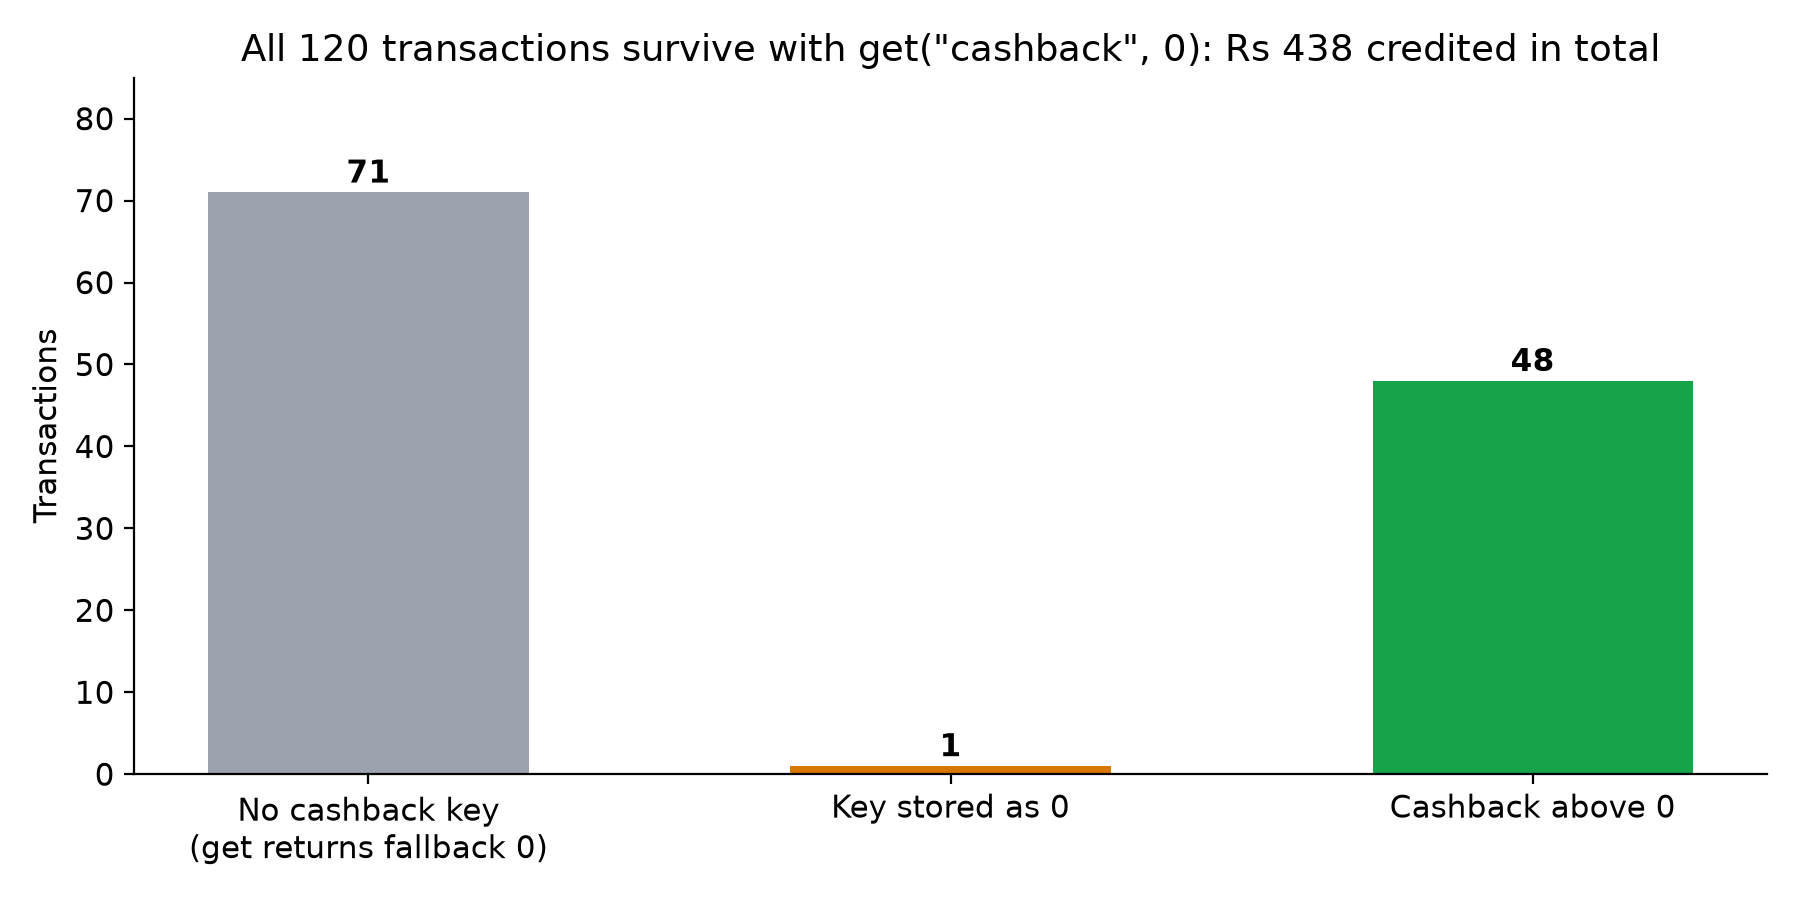 All 120 transactions survive with get("cashback", 0): Rs 438 credited in total
Transactions
80
70
60
50
40
30
20
10
0
71
1
48
No cashback key
(get returns fallback 0)
Key stored as 0
Cashback above 0